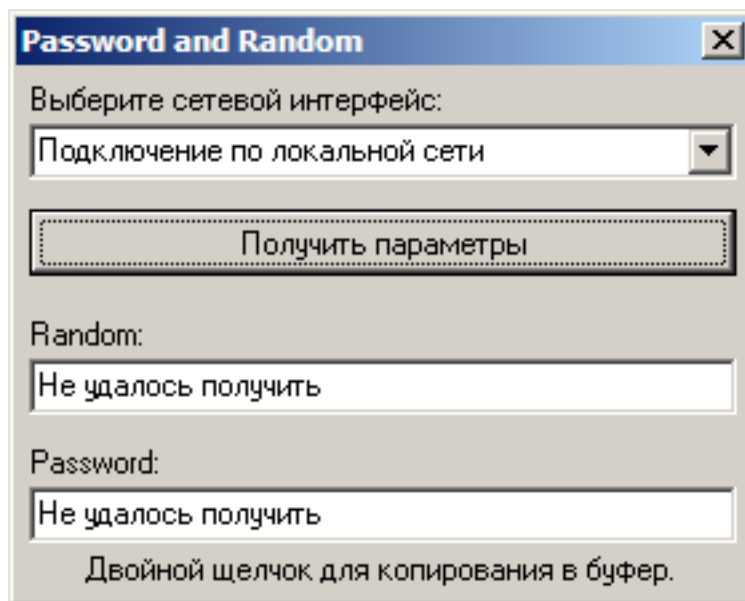 Password and Random
Выберите сетевой интерфейс:
Подключение по локальной сети
Получить параметры
Random:
Не удалось получить
Password:
Не удалось получить
Двойной щелчок для копирования в буфер.